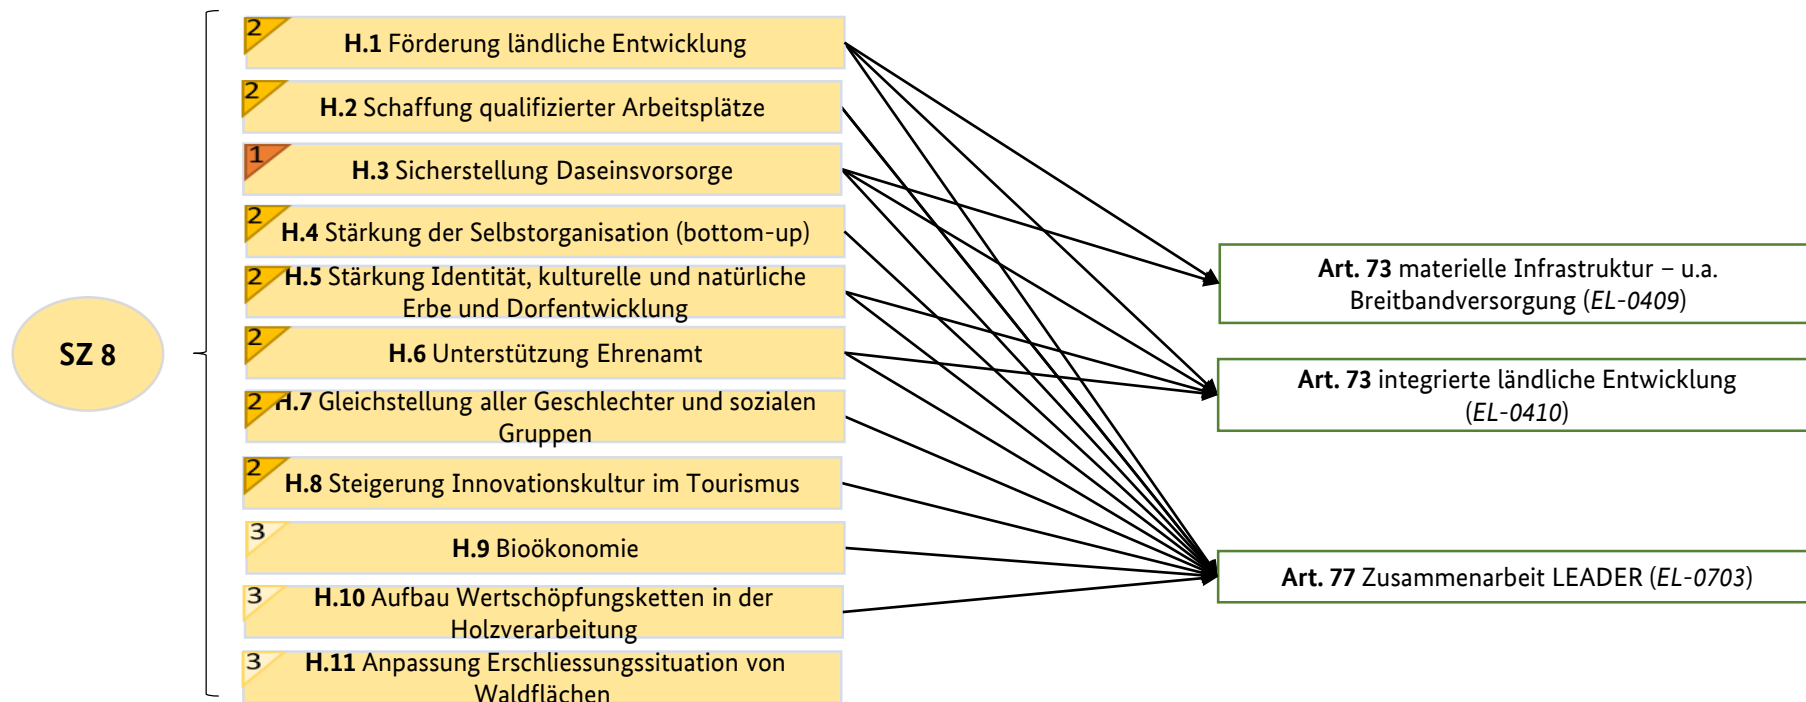 SZ 8
2
H.1 Förderung ländliche Entwicklung
2
H.2 Schaffung qualifizierter Arbeitsplätze
1
H.3 Sicherstellung Daseinsvorsorge
2
H.4 Stärkung der Selbstorganisation (bottom-up)
2
H.5 Stärkung Identität, kulturelle und natürliche
Erbe und Dorfentwicklung
2
H.6 Unterstützung Ehrenamt
2
H.7 Gleichstellung aller Geschlechter und sozialen
Gruppen
2
H.8 Steigerung Innovationskultur im Tourismus
3
H.9 Bioökonomie
3
H.10 Aufbau Wertschöpfungsketten in der
Holzverarbeitung
3
H.11 Anpassung Erschliessungssituation von
Waldflächen
Art. 73 materielle Infrastruktur – u.a.
Breitbandversorgung (EL-0409)
Art. 73 integrierte ländliche Entwicklung
(EL-0410)
Art. 77 Zusammenarbeit LEADER (EL-0703)